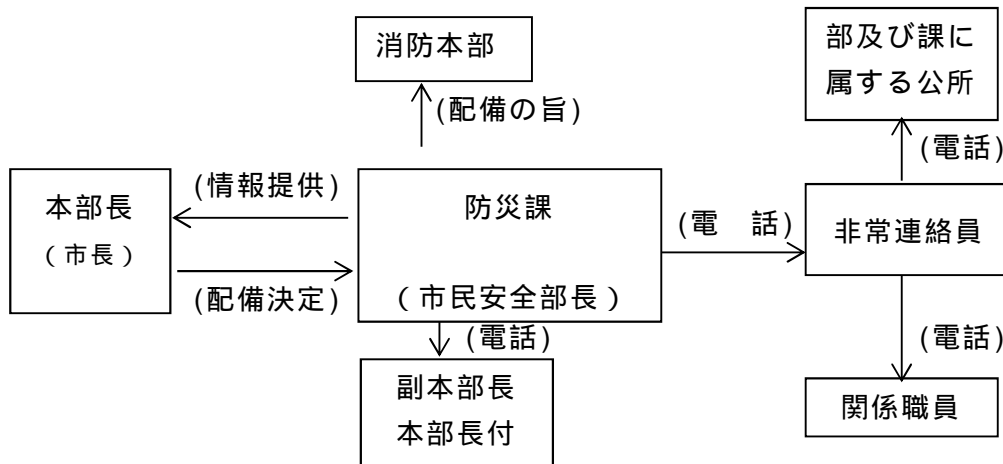 消防本部
(配備の旨)
部及び課に
属する公所
(電話)
本部長
（市長）
(情報提供)
(配備決定)
防災課
（市民安全部長）
(電　話)
非常連絡員
(電話)
副本部長
本部長付
(電話)
関係職員